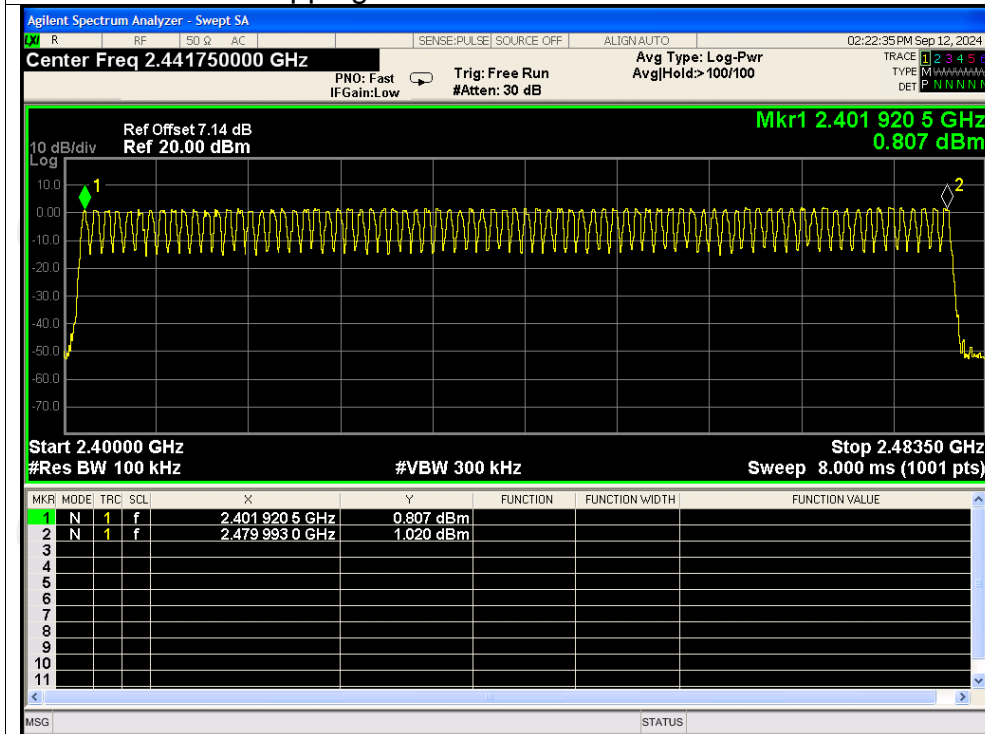 pping
Agilent Spectrum Analyzer - Swept SA
LXI R RF 50 Ω AC SENSE:PULSE SOURCE OFF ALIGN AUTO 02:22:35 PM Sep 12, 2024
Center Freq 2.441750000 GHz
PNO: Fast
IFGain:Low
Trig: Free Run
#Atten: 30 dB
Avg Type: Log-Pwr
Avg|Hold:>100/100
TRACE 1 2 3 4 5 6
TYPE M
DET P N N N N N
Mkr1 2.401 920 5 GHz
0.807 dBm
Ref Offset 7.14 dB
10 dB/div Ref 20.00 dBm
Log
1
2
10.0
0.00
-10.0
-20.0
-30.0
-40.0
-50.0
-60.0
-70.0
Start 2.40000 GHz Stop 2.48350 GHz
#Res BW 100 kHz #VBW 300 kHz Sweep 8.000 ms (1001 pts)
MKR MODE TRC SCL X Y FUNCTION FUNCTION WIDTH FUNCTION VALUE
1 N 1 f 2.401 920 5 GHz 0.807 dBm
2 N 1 f 2.479 993 0 GHz 1.020 dBm
3
4
5
6
7
8
9
10
11
MSG STATUS